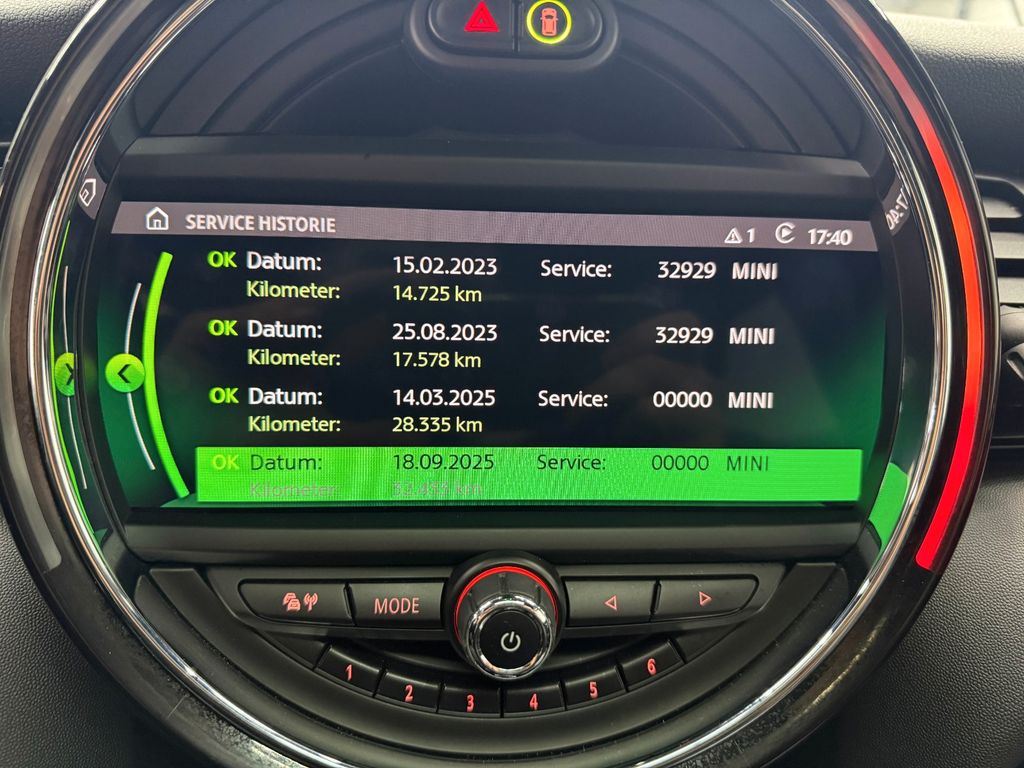 SERVICE HISTORIE 1 17:40
OK Datum: 15.02.2023 Service: 32929 MINI
Kilometer: 14.725 km
OK Datum: 25.08.2023 Service: 32929 MINI
Kilometer: 17.578 km
OK Datum: 14.03.2025 Service: 00000 MINI
Kilometer: 28.335 km
OK Datum: 18.09.2025 Service: 00000 MINI
Kilometer: km
MODE
1 2 3 4 5 6